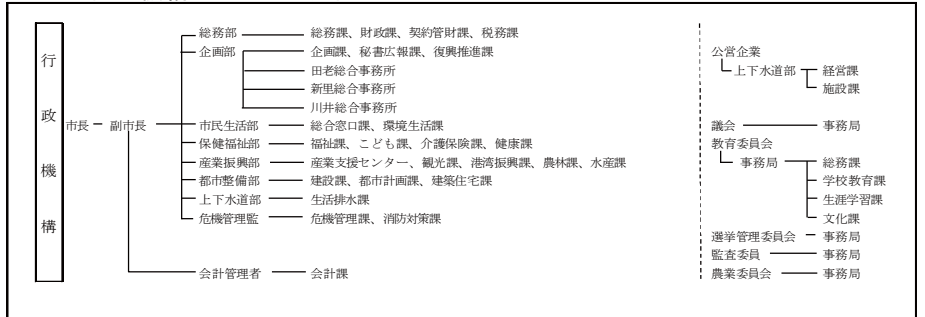 行政機構
総務部 総務課、財政課、契約管財課、税務課
企画部 企画課、秘書広報課、復興推進課
田老総合事務所
新里総合事務所
川井総合事務所
市長 副市長 市民生活部 総合窓口課、環境生活課
保健福祉部 福祉課、こども課、介護保険課、健康課
産業振興部 産業支援センター、観光課、港湾振興課、農林課、水産課
都市整備部 建設課、都市計画課、建築住宅課
上下水道部 生活排水課
危機管理監 危機管理課、消防対策課
会計管理者 会計課
公営企業
上下水道部 経営課
施設課
議会 事務局
教育委員会
事務局 総務課
学校教育課
生涯学習課
文化課
選挙管理委員会 事務局
監査委員 事務局
農業委員会 事務局